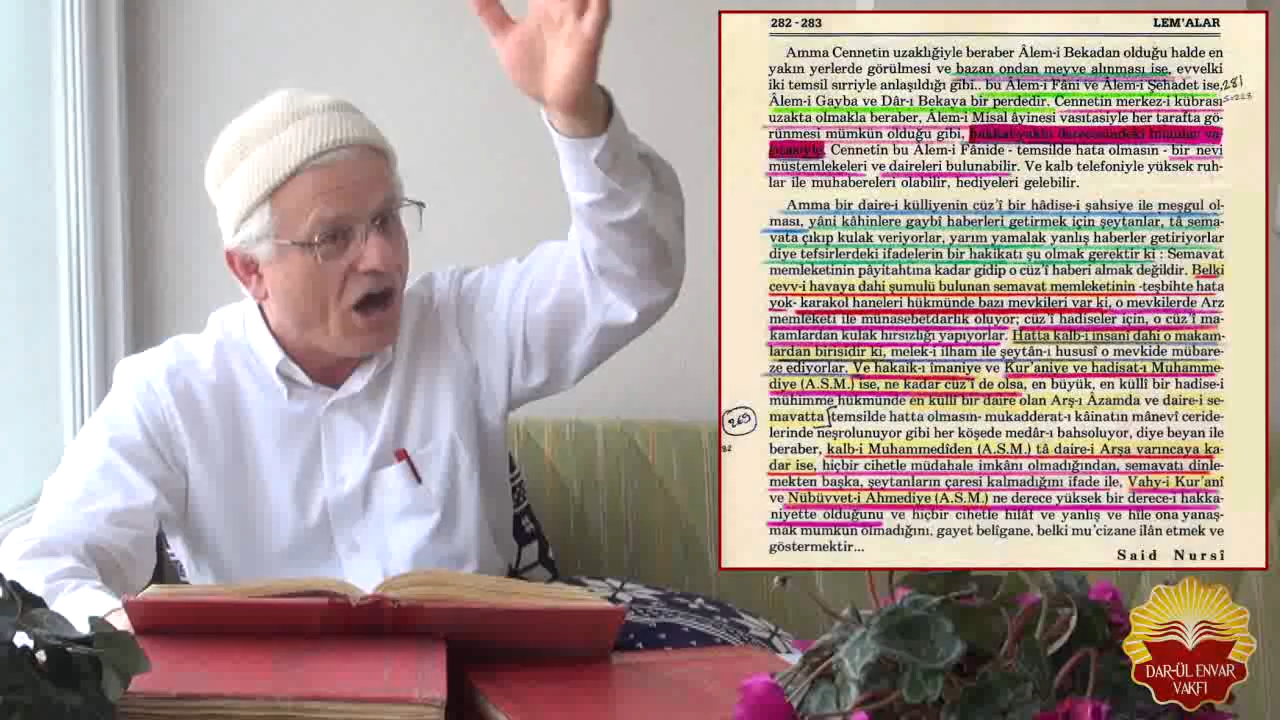 282 - 283 LEM'ALAR
Amma Cennetin uzaklığiyle beraber Âlem-i Bekadan olduğu halde en
yakın yerlerde görülmesi ve bazan ondan meyve alınması ise, evvelki
iki temsil sırriyle anlaşıldığı gibi.. bu Âlem-i Fâni ve Âlem-i Şehadet ise, 281
Âlem-i Gayba ve Dâr-ı Bekaya bir perdedir. Cennetin merkez-i kübrası
uzakta olmakla beraber, Âlem-i Misal âyinesi vasıtasiyle her tarafta gö-
rünmesi mümkün olduğu gibi, hakkal-yakîn derecesindeki îmanlar va-
sıtasiyle, Cennetin bu Âlem-i Fânide - temsilde hata olmasın - bir nevi
müstemlekeleri ve daireleri bulunabilir. Ve kalb telefoniyle yüksek ruh-
lar ile muhabereleri olabilir, hediyeleri gelebilir.
Amma bir daire-i külliyenin cüz'î bir hâdise-i şahsiye ile meşgul ol-
ması, yâni kâhinlere gaybî haberleri getirmek için şeytanlar, tâ sema-
vata çıkıp kulak veriyorlar, yarım yamalak yanlış haberler getiriyorlar
diye tefsirlerdeki ifadelerin bir hakikatı şu olmak gerektir ki : Semavat
memleketinin pâyitahtına kadar gidip o cüz'î haberi almak değildir. Belki
cevv-i havaya dahi şumulü bulunan semavat memleketinin -teşbihte hata
yok- karakol haneleri hükmünde bazı mevkileri var ki, o mevkilerde Arz
memleketi ile münasebetdarlık oluyor; cüz'î hadiseler için, o cüz'î ma-
kamlardan kulak hırsızlığı yapıyorlar. Hatta kalb-i insanî dahi o makam-
lardan birisidir ki, melek-i ilham ile şeytân-ı hususî o mevkide mübare-
ze ediyorlar. Ve hakaik-ı imaniye ve Kur'aniye ve hadisat-ı Muhamme-
diye (A.S.M.) ise, ne kadar cüz'î de olsa, en büyük, en küllî bir hadise-i
mühimme hükmünde en küllî bir daire olan Arş-ı Âzamda ve daire-i se-
265 mavatta temsilde hatta olmasın- mukadderat-ı kâinatın mânevî ceride-
lerinde neşrolunuyor gibi her köşede medâr-ı bahsoluyor, diye beyan ile
beraber, kalb-i Muhammedîden (A.S.M.) tâ daire-i Arşa varıncaya ka-
dar ise, hiçbir cihetle müdahale imkânı olmadığından, semavatı dinle-
mekten başka, şeytanların çaresi kalmadığını ifade ile, Vahy-i Kur'anî
ve Nübüvvet-i Ahmediye (A.S.M.) ne derece yüksek bir derece-i hakka-
niyette olduğunu ve hiçbir cihetle hilâf ve yanlış ve hile ona yanaş-
mak mümkün olmadığını, gayet belîgane, belki mu'cizane ilân etmek ve
göstermektir...
Said Nursî
DAR-ÜL ENVAR
VAKFI